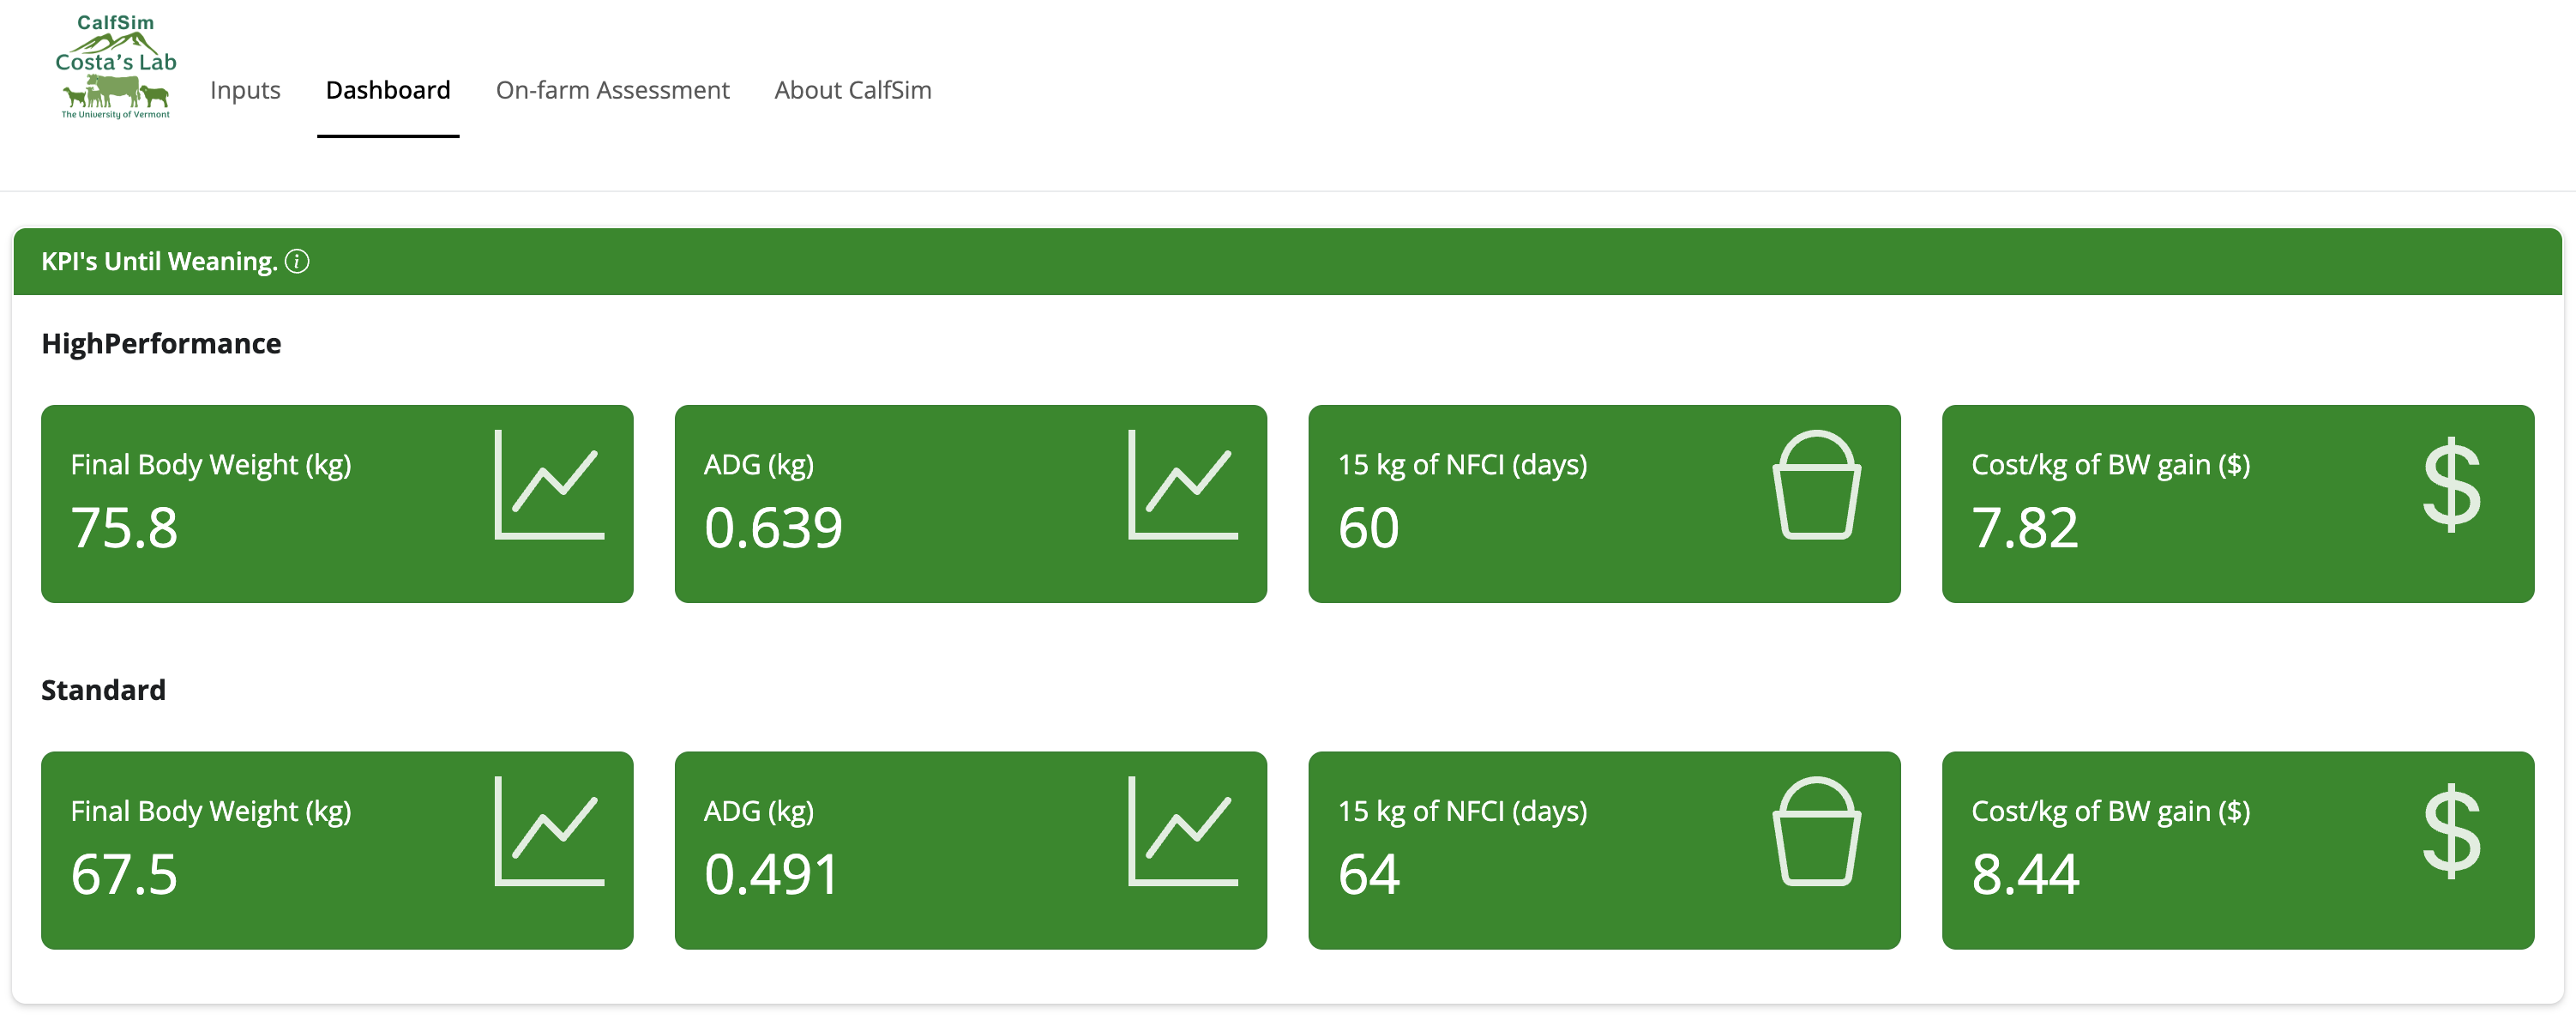 CalfSim
Costa's Lab
The University of Vermont
Inputs
Dashboard
On-farm Assessment
About CalfSim
KPI's Until Weaning. i
HighPerformance
Final Body Weight (kg)
75.8
ADG (kg)
0.639
15 kg of NFCI (days)
60
Cost/kg of BW gain ($)
7.82
$
Standard
Final Body Weight (kg)
67.5
ADG (kg)
0.491
15 kg of NFCI (days)
64
Cost/kg of BW gain ($)
8.44
$